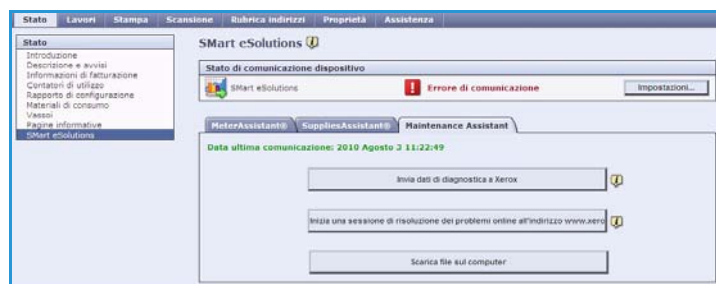 Stato Lavori Stampa Scansione Rubrica indirizzi Proprietà Assistenza
Stato
Introduzione
Descrizione e avvisi
Informazioni di fatturazione
Contatori di utilizzo
Rapporto di configurazione
Materiali di consumo
Vassoi
Pagine informative
SMart eSolutions
SMart eSolutions
Stato di comunicazione dispositivo
SMart eSolutions
Errore di comunicazione
Impostazioni...
MeterAssistant® SuppliesAssistant® Maintenance Assistant
Data ultima comunicazione: 2010 Agosto 3 11:22:49
Invia dati di diagnostica a Xerox
Inizia una sessione di risoluzione dei problemi online all'indirizzo www.xero
Scarica file sul computer